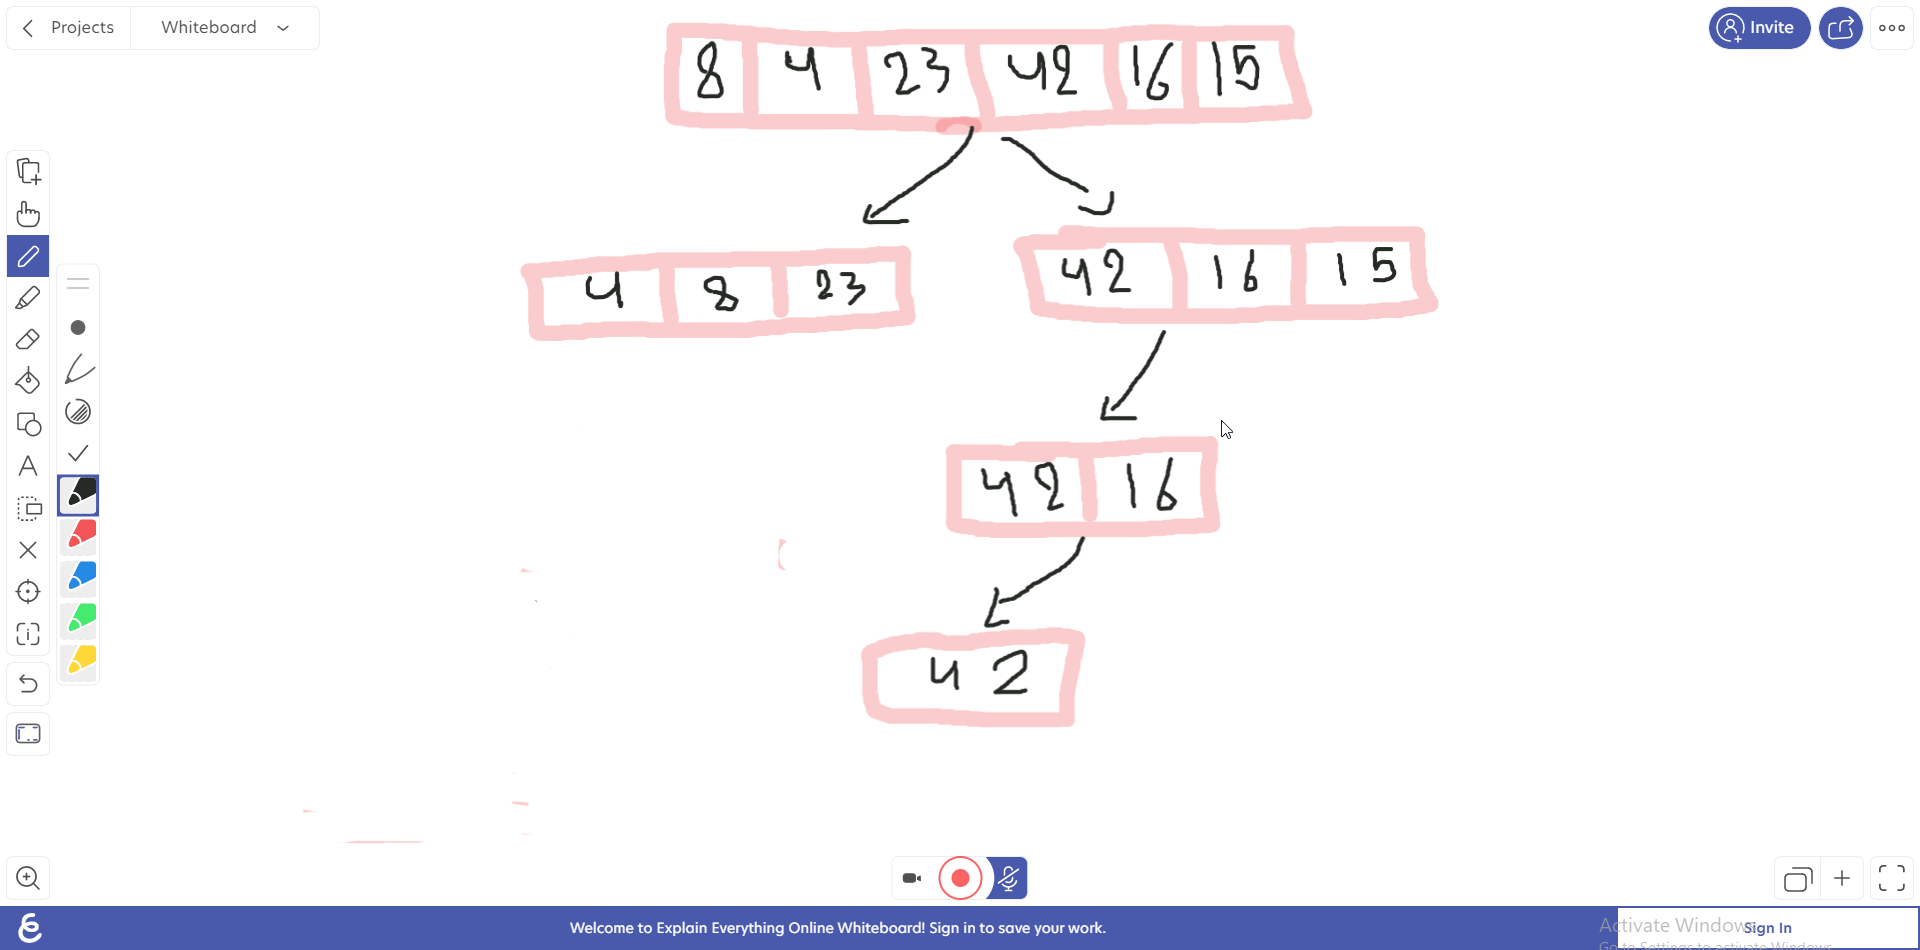 Projects Whiteboard
Invite
8 4 23 42 16 15
4 8 23
42 16 15
42 16
42
Welcome to Explain Everything Online Whiteboard! Sign in to save your work.
Activate Windows
Sign In
Go to Settings to activate Windows.